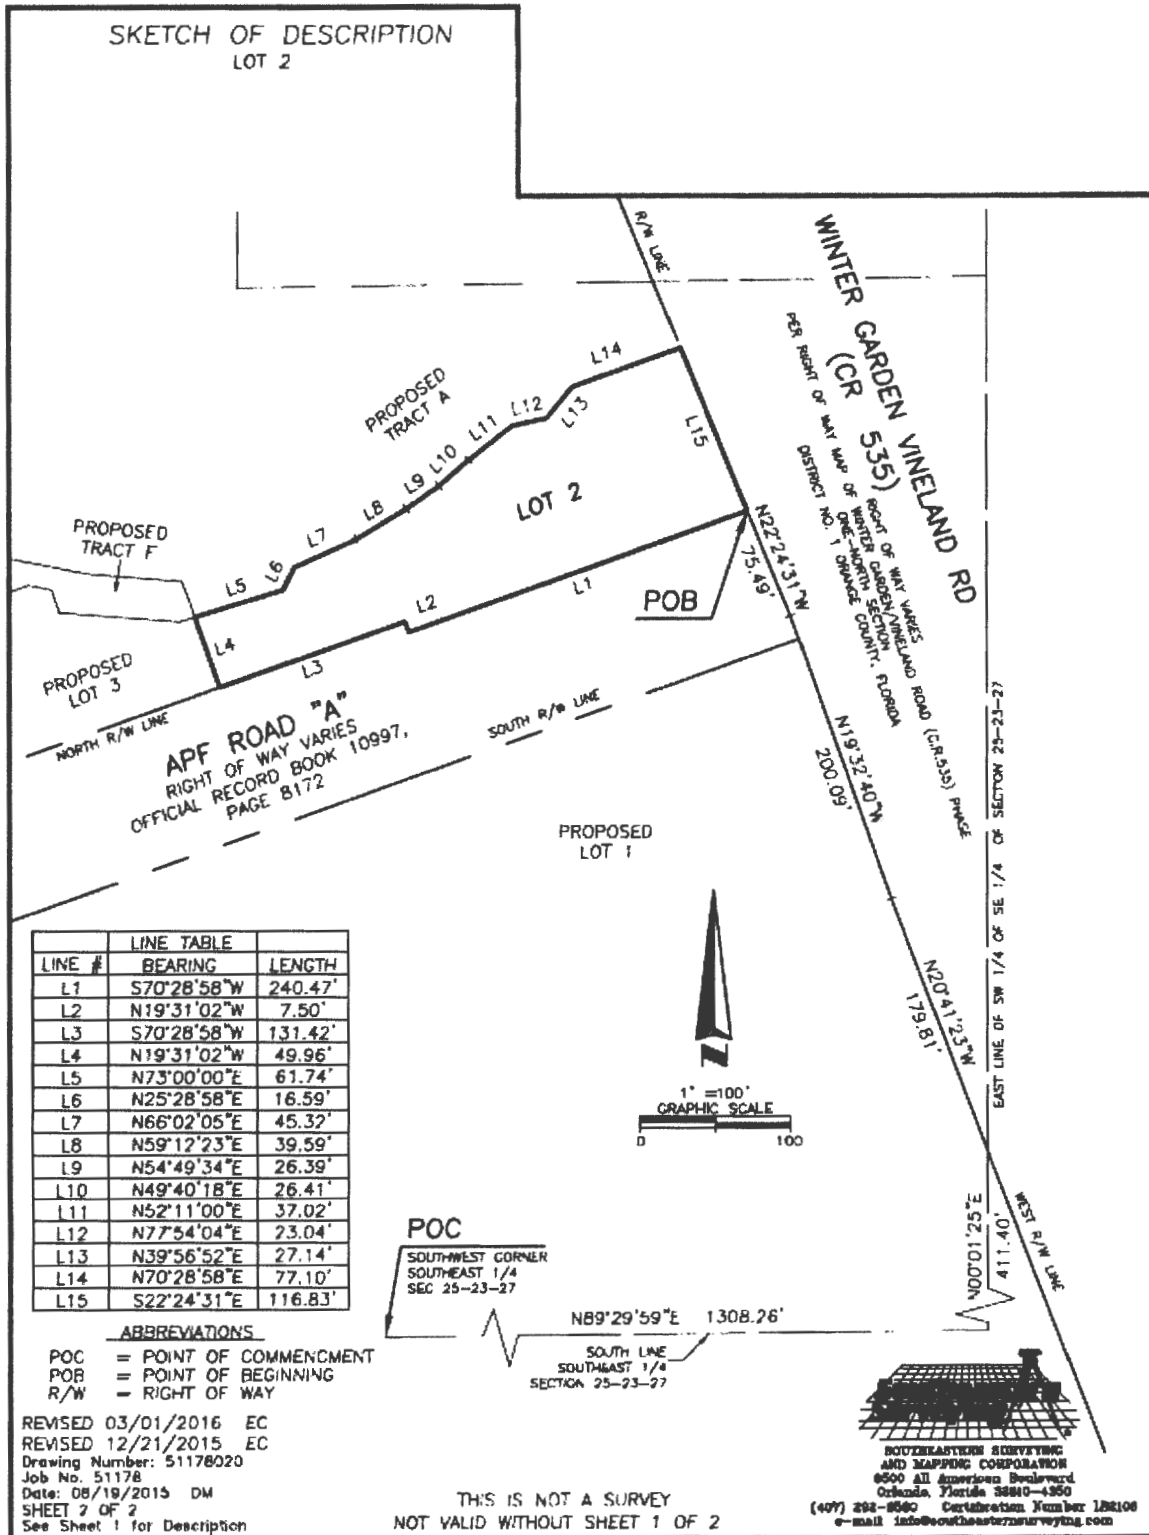 SKETCH OF DESCRIPTION
LOT 2
R/W LINE
WINTER GARDEN VINELAND RD
(CR 535)
RIGHT OF WAY VARIES
PER RIGHT OF WAY MAP OF WINTER GARDEN/VINELAND ROAD (C.R.535) PHASE
ONE-NORTH SECTION
DISTRICT NO. 1 ORANGE COUNTY, FLORIDA
L14
PROPOSED
TRACT A
L12
L13
L11
L15
L10
L9
L8
LOT 2
L7
PROPOSED
TRACT F
L6
L5
L1
L2
POB
N22°24'31"W
75.49'
L4
L3
PROPOSED
LOT 3
NORTH R/W LINE
APF ROAD "A"
RIGHT OF WAY VARIES
OFFICIAL RECORD BOOK 10997,
PAGE 8172
SOUTH R/W LINE
N19°32'40"W
200.09'
EAST LINE OF SW 1/4 OF SE 1/4 OF SECTION 25-23-27
PROPOSED
LOT 1
N20°41'23"W
179.81'
LINE TABLE
LINE # BEARING LENGTH
L1 S70°28'58"W 240.47'
L2 N19°31'02"W 7.50'
L3 S70°28'58"W 131.42'
L4 N19°31'02"W 49.96'
L5 N73°00'00"E 61.74'
L6 N25°28'58"E 16.59'
L7 N66°02'05"E 45.32'
L8 N59°12'23"E 39.59'
L9 N54°49'34"E 26.39'
L10 N49°40'18"E 26.41'
L11 N52°11'00"E 37.02'
L12 N77°54'04"E 23.04'
L13 N39°56'52"E 27.14'
L14 N70°28'58"E 77.10'
L15 S22°24'31"E 116.83'
N
1" =100'
GRAPHIC SCALE
0 100
N00°01'25"E
411.40'
WEST R/W LINE
POC
SOUTHWEST CORNER
SOUTHEAST 1/4
SEC 25-23-27
N89°29'59"E 1308.26'
SOUTH LINE
SOUTHEAST 1/4
SECTION 25-23-27
ABBREVIATIONS
POC = POINT OF COMMENCMENT
POB = POINT OF BEGINNING
R/W = RIGHT OF WAY
REVISED 03/01/2016 EC
REVISED 12/21/2015 EC
Drawing Number: 51178020
Job No. 51178
Date: 08/19/2015 DM
SHEET 2 OF 2
See Sheet 1 for Description
THIS IS NOT A SURVEY
NOT VALID WITHOUT SHEET 1 OF 2
SOUTHEASTERN SURVEYING
AND MAPPING CORPORATION
6500 All American Boulevard
Orlando, Florida 32810-4350
(407) 292-8580 Certification Number LB2108
e-mail info@southeasternsurveying.com